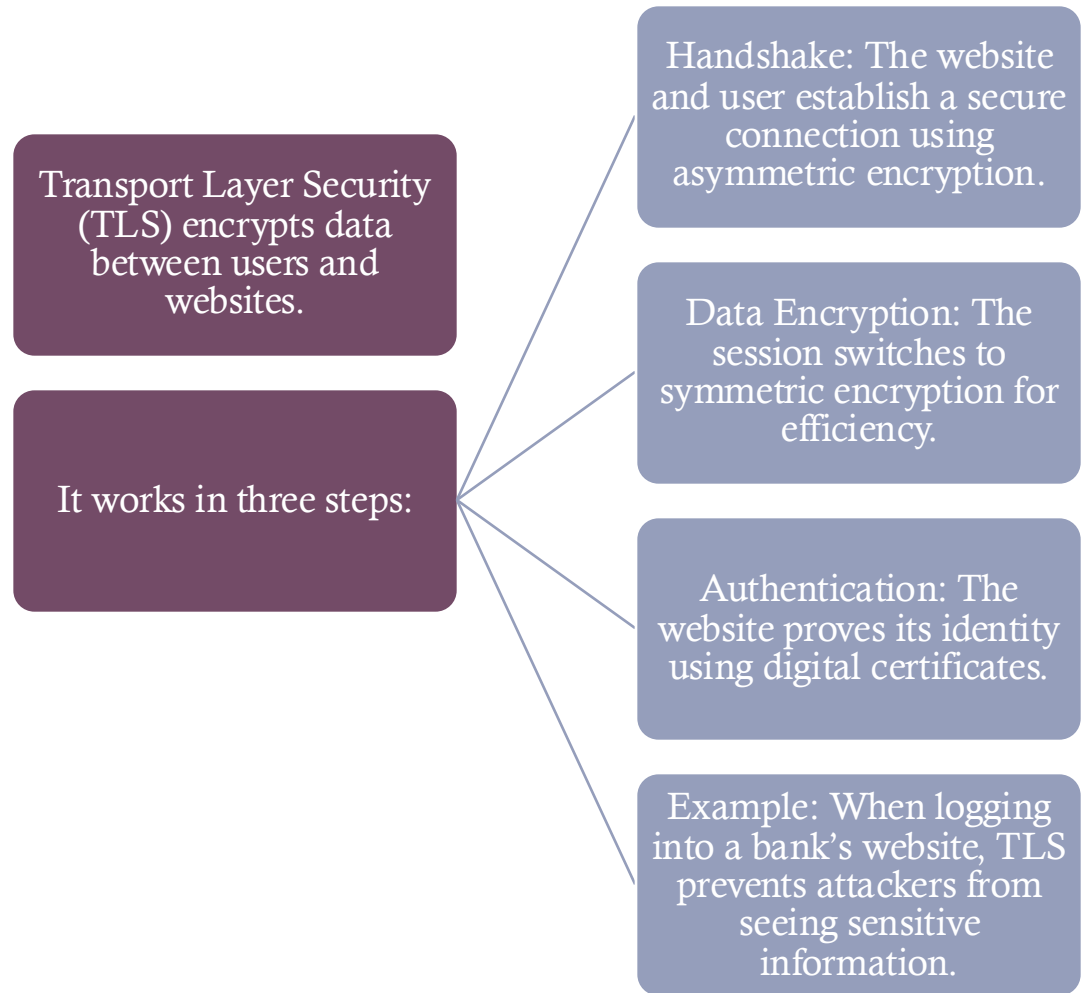 Transport Layer Security
(TLS) encrypts data
between users and
websites.
It works in three steps:
Handshake: The website
and user establish a secure
connection using
asymmetric encryption.
Data Encryption: The
session switches to
symmetric encryption for
efficiency.
Authentication: The
website proves its identity
using digital certificates.
Example: When logging
into a bank’s website, TLS
prevents attackers from
seeing sensitive
information.